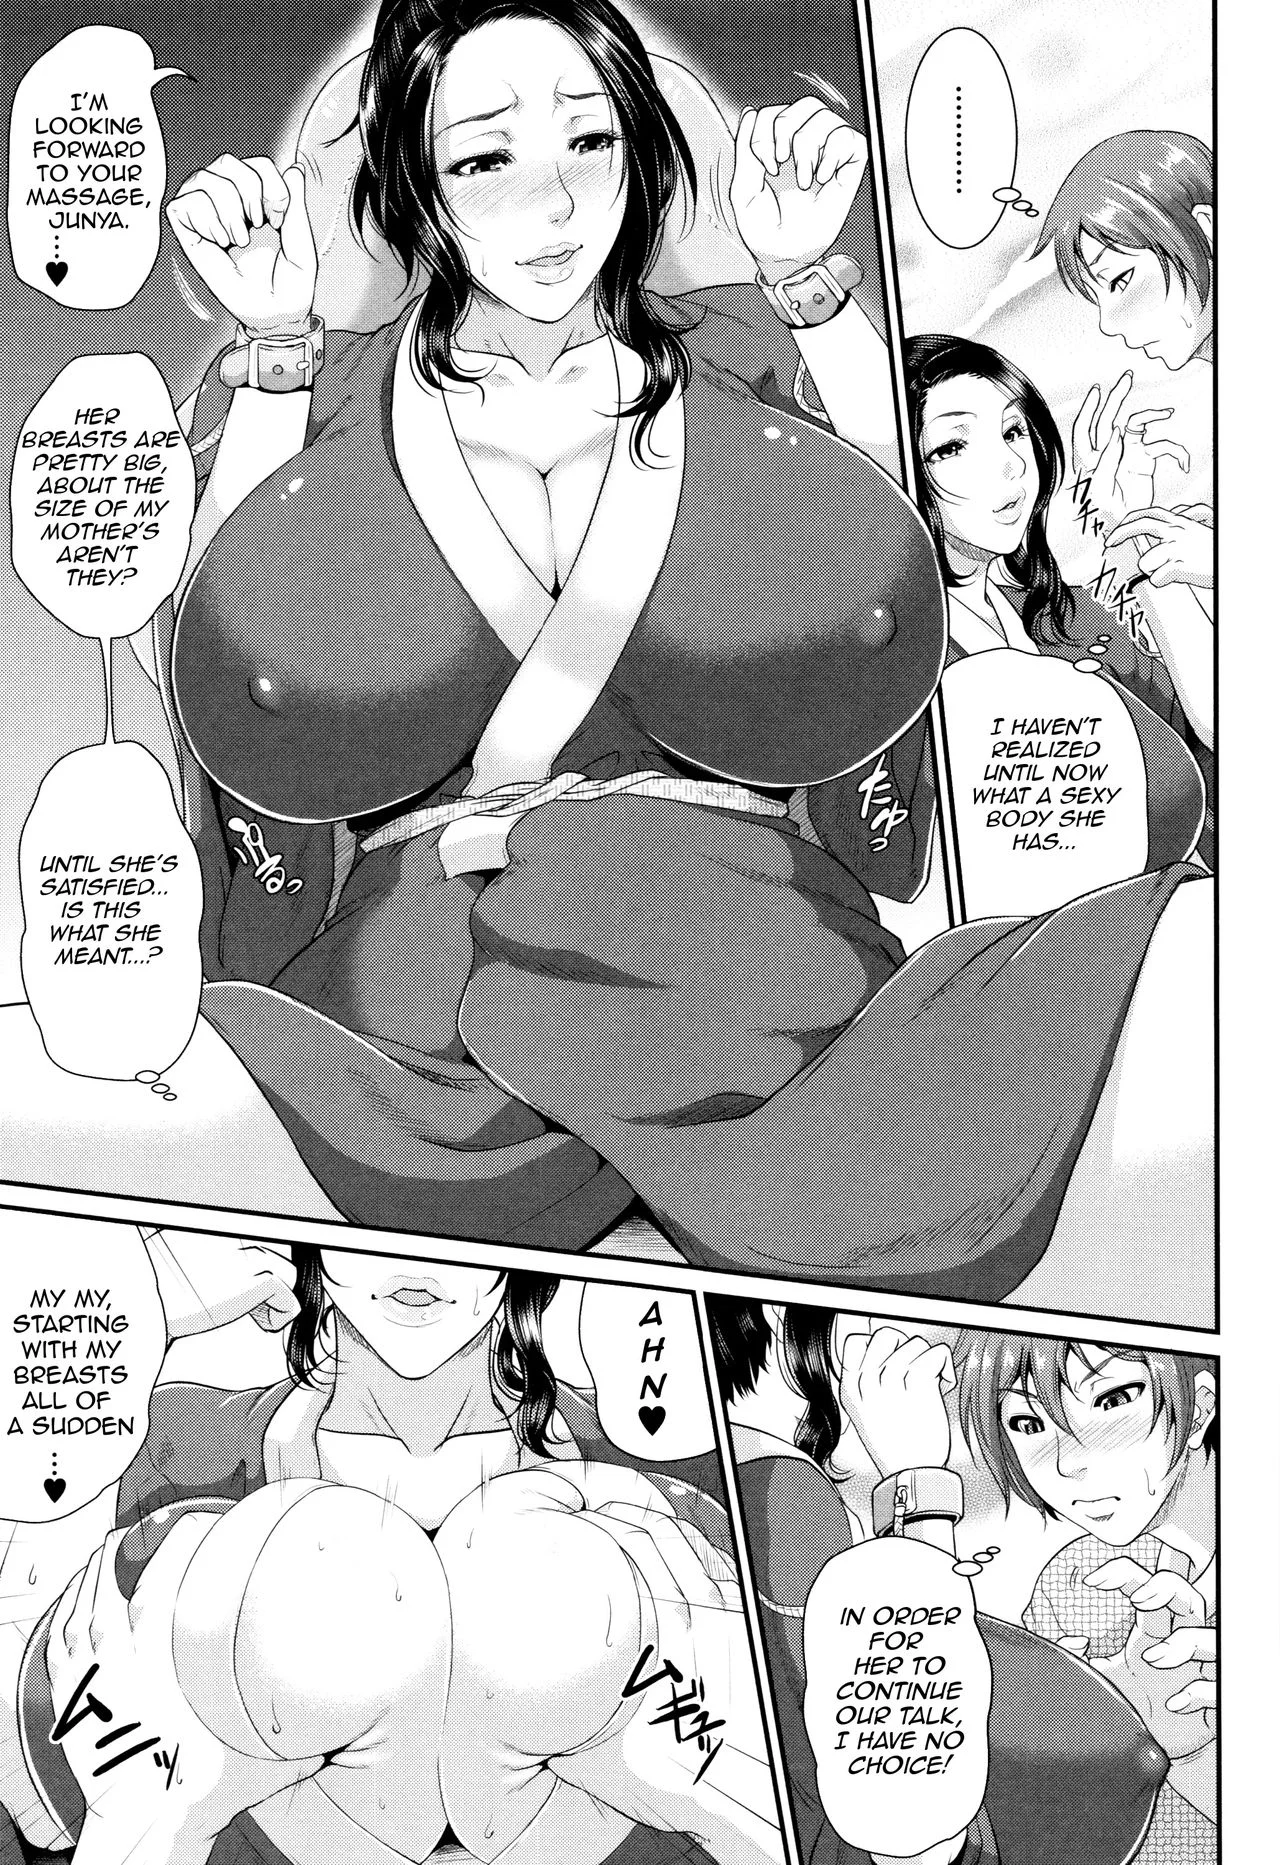 ………
カチャ
カチャ
I HAVEN'T
REALIZED
UNTIL NOW
WHAT A SEXY
BODY SHE
HAS...
I'M
LOOKING
FORWARD
TO YOUR
MASSAGE,
JUNYA.
…♥
HER
BREASTS ARE
PRETTY BIG,
ABOUT THE
SIZE OF MY
MOTHER'S
AREN'T
THEY?
UNTIL SHE'S
SATISFIED...
IS THIS
WHAT SHE
MEANT...?
たゆっ
IN ORDER
FOR
HER TO
CONTINUE
OUR TALK,
I HAVE NO
CHOICE!
AHN♥
MY MY,
STARTING
WITH MY
BREASTS
ALL OF
A SUDDEN
…♥
ムギュッ
ムニッ